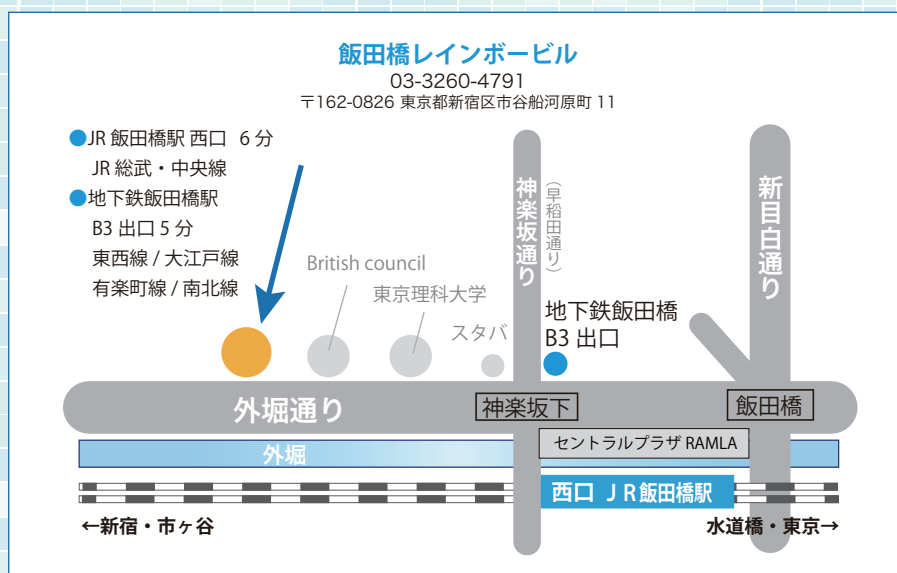 飯田橋レインボービル
03-3260-4791
〒162-0826 東京都新宿区市谷船河原町 11
●JR 飯田橋駅 西口 6 分
JR 総武・中央線
●地下鉄飯田橋駅
B3 出口 5 分
東西線 / 大江戸線
有楽町線 / 南北線
British council
東京理科大学
スタバ
神楽坂通り
（早稲田通り）
地下鉄飯田橋
B3 出口
新目白通り
外堀通り
神楽坂下
飯田橋
セントラルプラザ RAMLA
外堀
西口 ＪＲ飯田橋駅
←新宿・市ヶ谷
水道橋・東京→